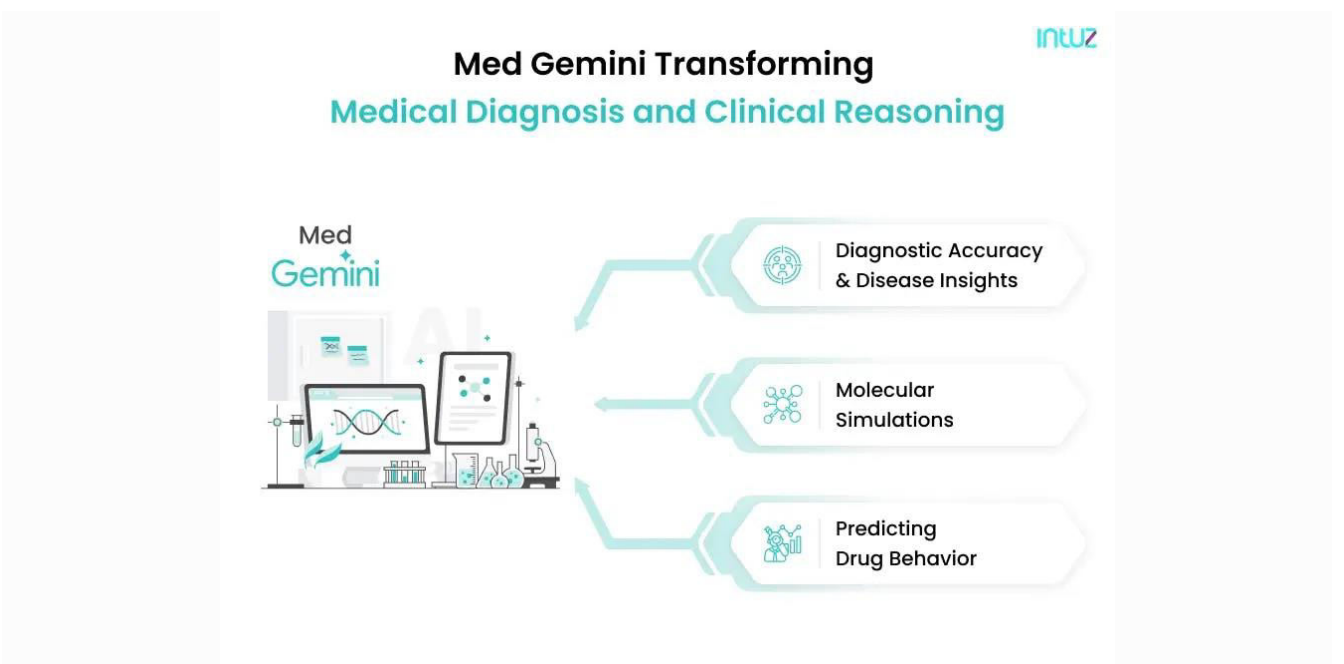 INTUZ
Med Gemini Transforming
Medical Diagnosis and Clinical Reasoning
Med
Gemini
AI
Diagnostic Accuracy
& Disease Insights
Molecular
Simulations
Predicting
Drug Behavior